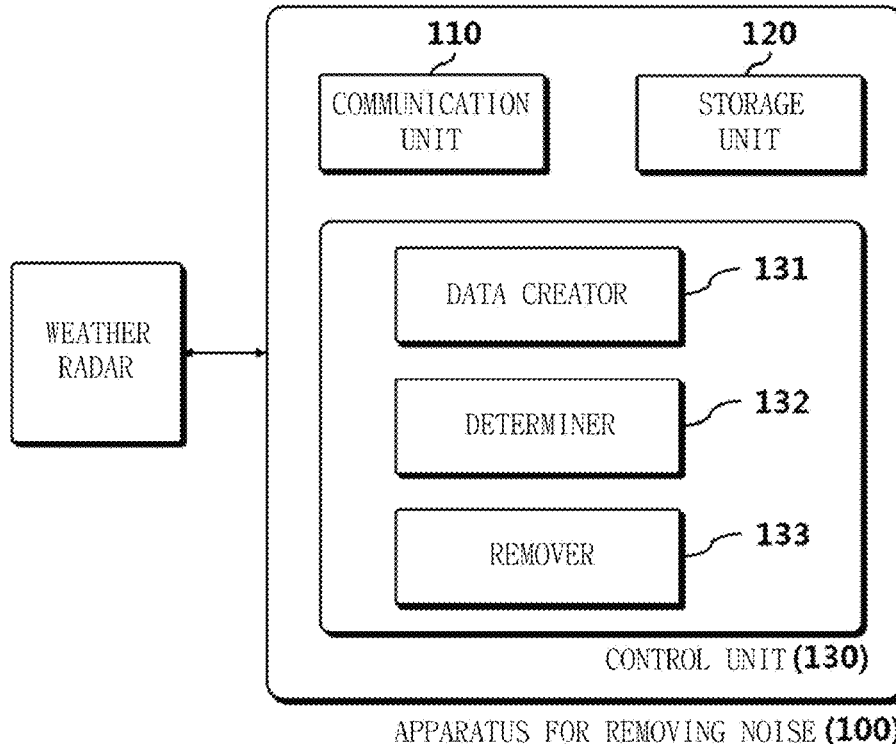 110
120
COMMUNICATION
UNIT
STORAGE
UNIT
131
DATA CREATOR
WEATHER
RADAR
132
DETERMINER
133
REMOVER
CONTROL UNIT (130)
APPARATUS FOR REMOVING NOISE (100)